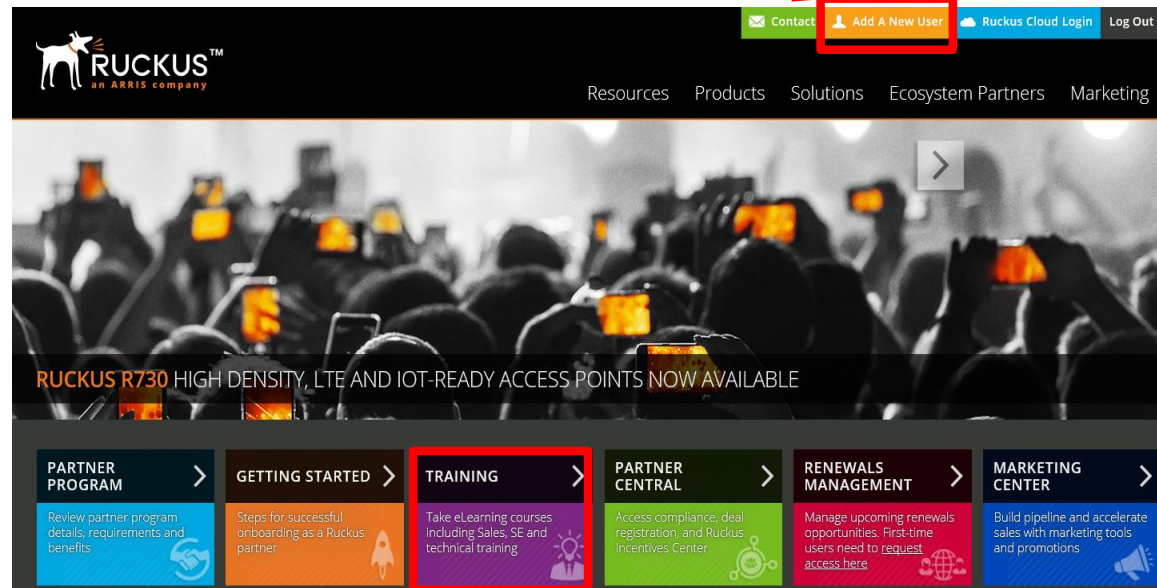 Contact
Add A New User
Ruckus Cloud Login
Log Out
RUCKUS™
an ARRIS company
Resources Products Solutions Ecosystem Partners Marketing
RUCKUS R730 HIGH DENSITY, LTE AND IOT-READY ACCESS POINTS NOW AVAILABLE
PARTNER
PROGRAM
Review partner program
details, requirements and
benefits
GETTING STARTED
Steps for successful
onboarding as a Ruckus
partner
TRAINING
Take eLearning courses
including Sales, SE and
technical training
PARTNER
CENTRAL
Access compliance, deal
registration, and Ruckus
Incentives Center
RENEWALS
MANAGEMENT
Manage upcoming renewals
opportunities. First-time
users need to request
access here
MARKETING
CENTER
Build pipeline and accelerate
sales with marketing tools
and promotions